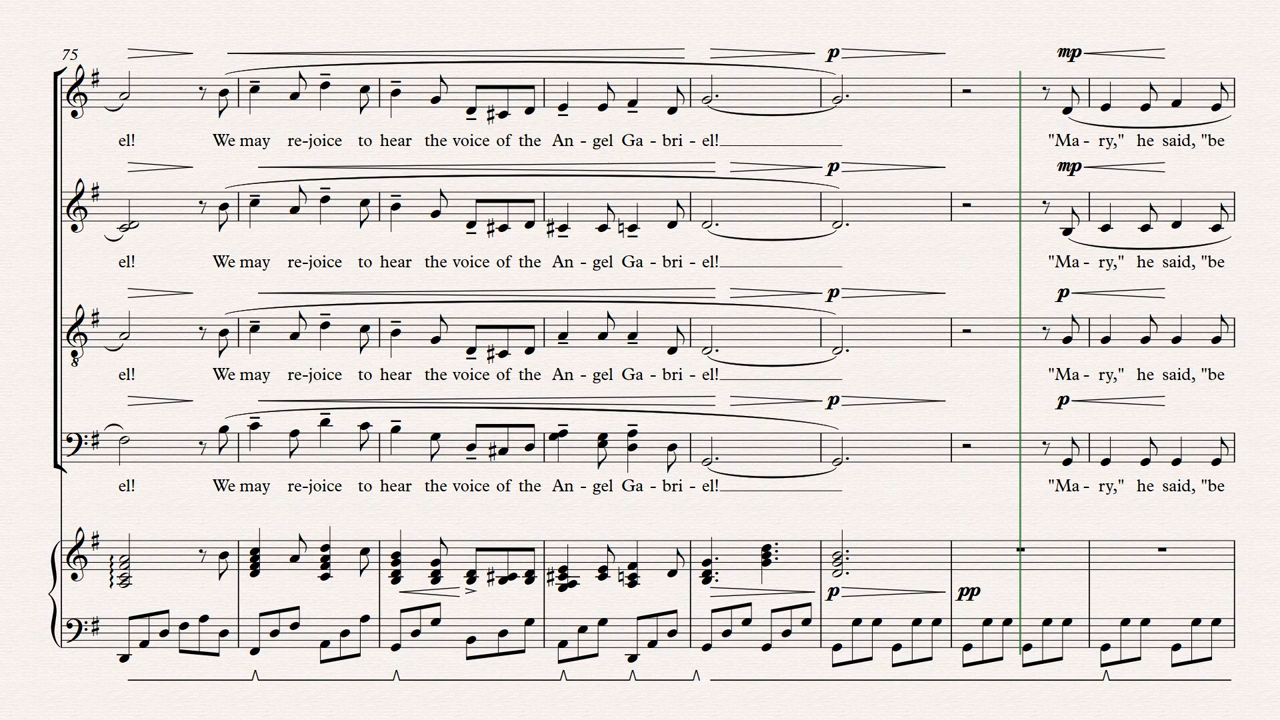 75
p
mp
el! We may re-joice to hear the voice of the An - gel Ga - bri - el! "Ma - ry," he said, "be
p
mp
el! We may re-joice to hear the voice of the An - gel Ga - bri - el! "Ma - ry," he said, "be
p
p
el! We may re-joice to hear the voice of the An - gel Ga - bri - el! "Ma - ry," he said, "be
p
p
el! We may re-joice to hear the voice of the An - gel Ga - bri - el! "Ma - ry," he said, "be
p
pp